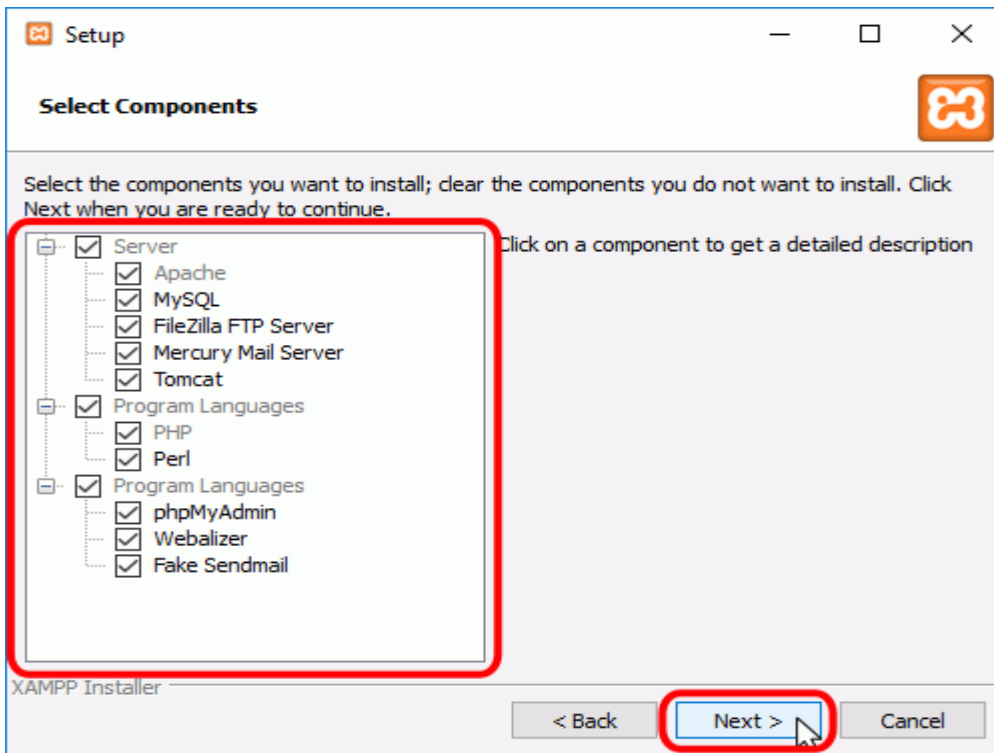 Setup
Select Components
Select the components you want to install; clear the components you do not want to install. Click
Next when you are ready to continue.
Server
Apache
MySQL
FileZilla FTP Server
Mercury Mail Server
Tomcat
Program Languages
PHP
Perl
Program Languages
phpMyAdmin
Webalizer
Fake Sendmail
Click on a component to get a detailed description
XAMPP Installer
< Back
Next >
Cancel